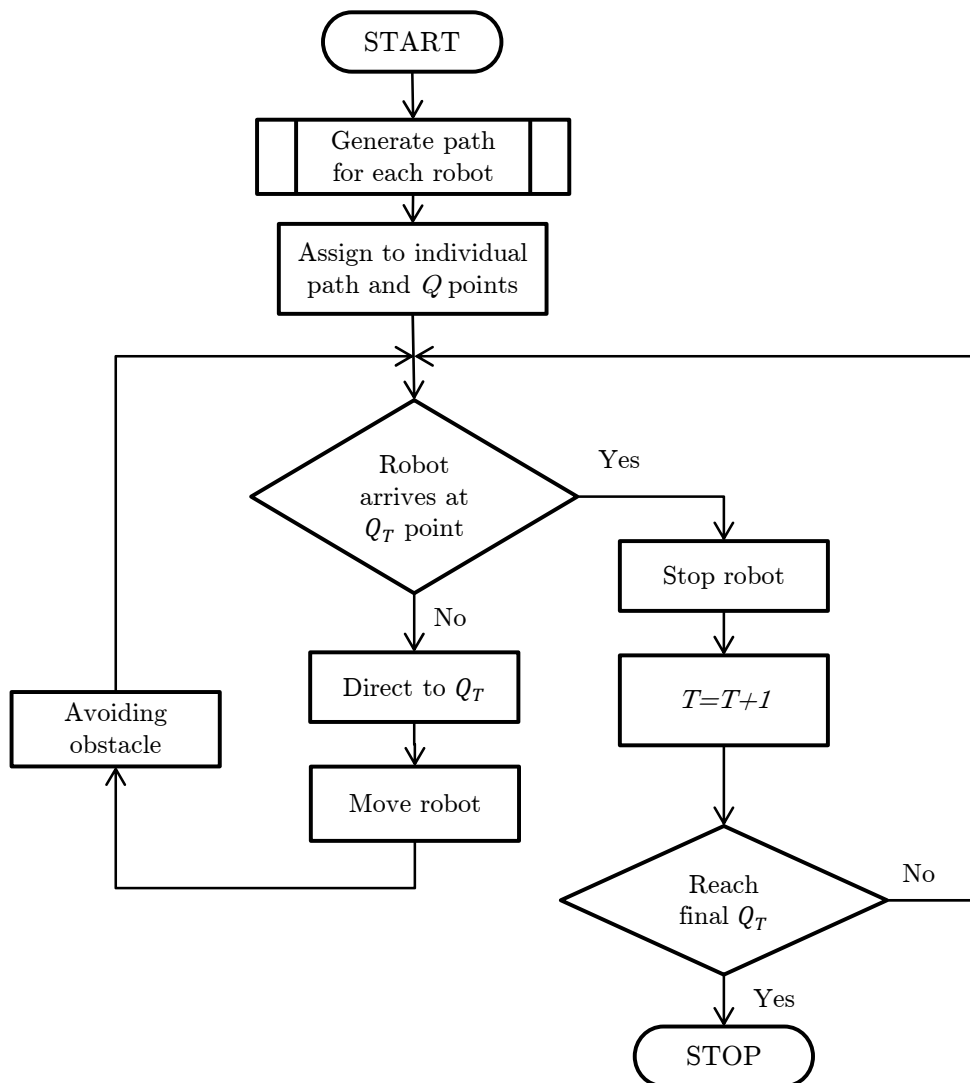 START
Generate path
for each robot
Assign to individual
path and Q points
Robot
arrives at
Q_T point
Yes
Stop robot
No
Direct to Q_T
T=T+1
Avoiding
obstacle
Move robot
Reach
final Q_T
No
Yes
STOP